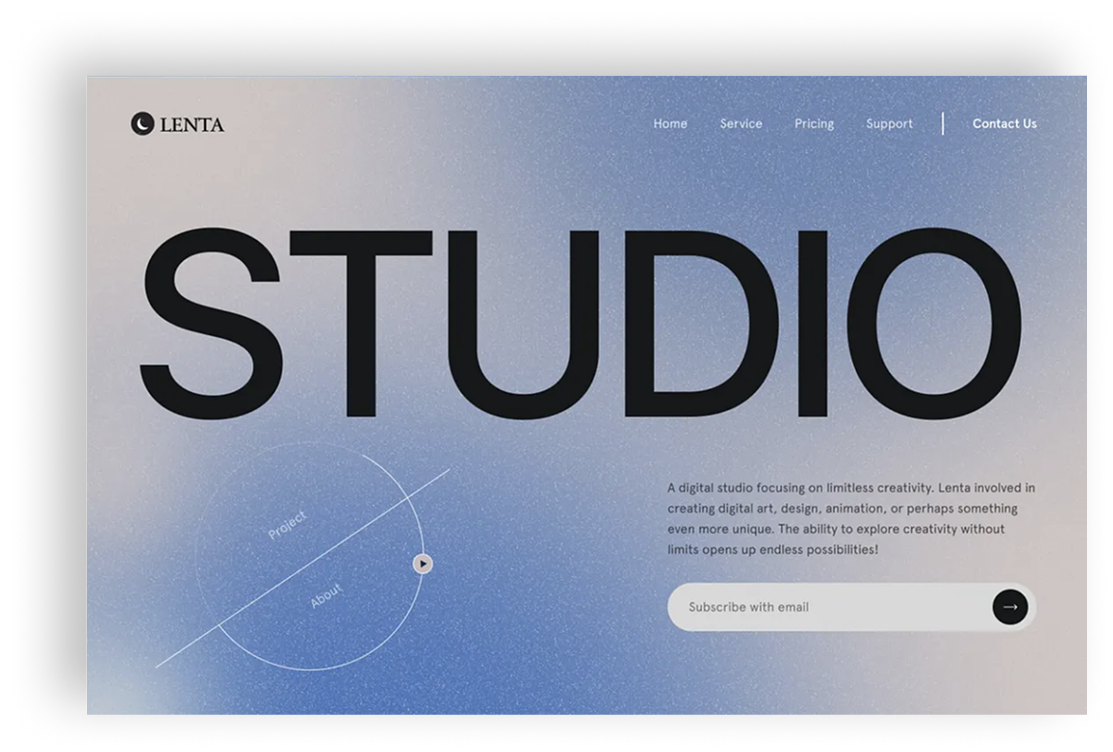 LENTA
Home Service Pricing Support Contact Us
STUDIO
Project
About
A digital studio focusing on limitless creativity. Lenta involved in
creating digital art, design, animation, or perhaps something
even more unique. The ability to explore creativity without
limits opens up endless possibilities!
Subscribe with email